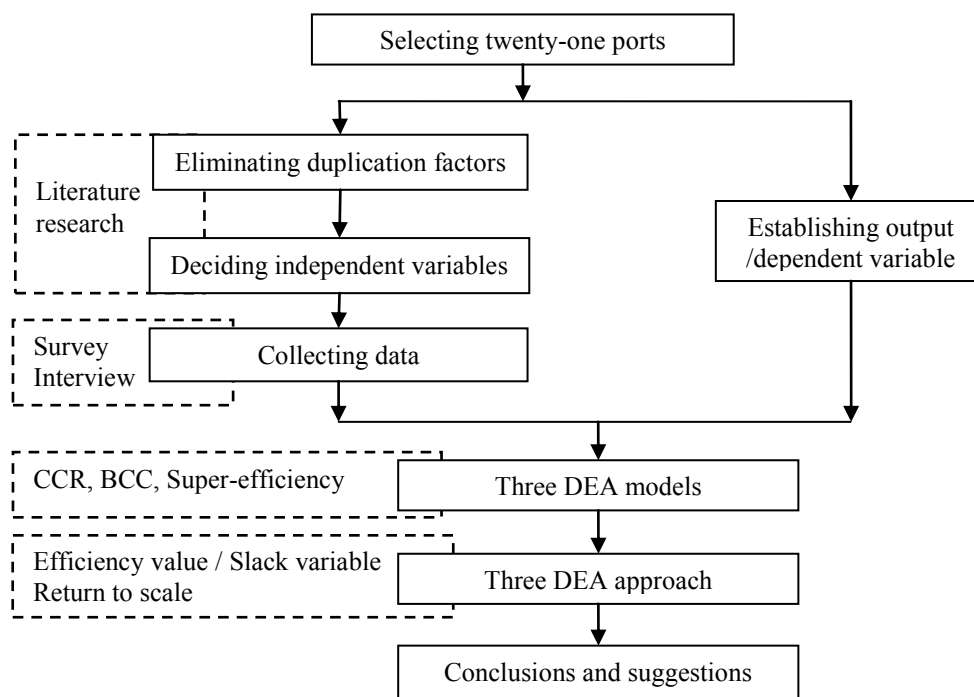 Selecting twenty-one ports
Eliminating duplication factors
Literature
research
Deciding independent variables
Establishing output
/dependent variable
Survey
Interview
Collecting data
CCR, BCC, Super-efficiency
Three DEA models
Efficiency value / Slack variable
Return to scale
Three DEA approach
Conclusions and suggestions